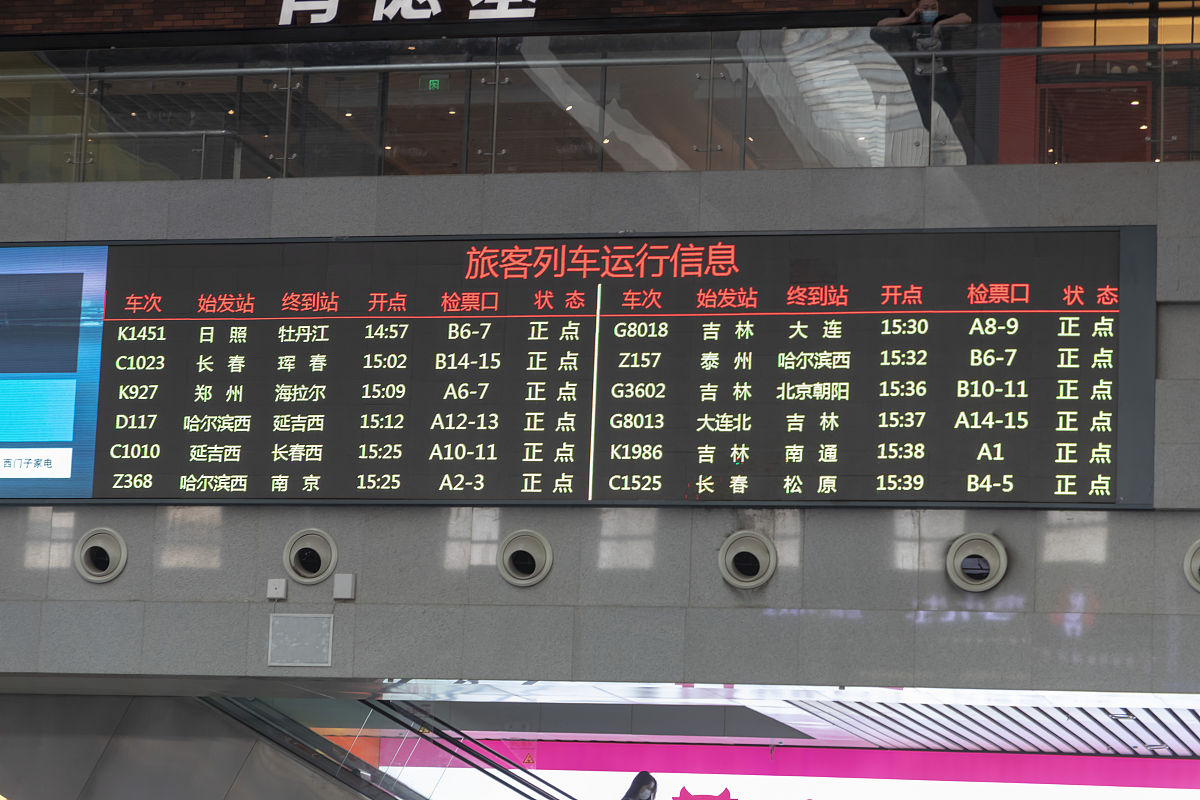 肯德基
旅客列车运行信息
车次 始发站 终到站 开点 检票口 状态
K1451 日照 牡丹江 14:57 B6-7 正点
C1023 长春 珲春 15:02 B14-15 正点
K927 郑州 海拉尔 15:09 A6-7 正点
D117 哈尔滨西 延吉西 15:12 A12-13 正点
C1010 延吉西 长春西 15:25 A10-11 正点
Z368 哈尔滨西 南京 15:25 A2-3 正点
车次 始发站 终到站 开点 检票口 状态
G8018 吉林 大连 15:30 A8-9 正点
Z157 泰州 哈尔滨西 15:32 B6-7 正点
G3602 吉林 北京朝阳 15:36 B10-11 正点
G8013 大连北 吉林 15:37 A14-15 正点
K1986 吉林 南通 15:38 A1 正点
C1525 长春 松原 15:39 B4-5 正点
西门子家电